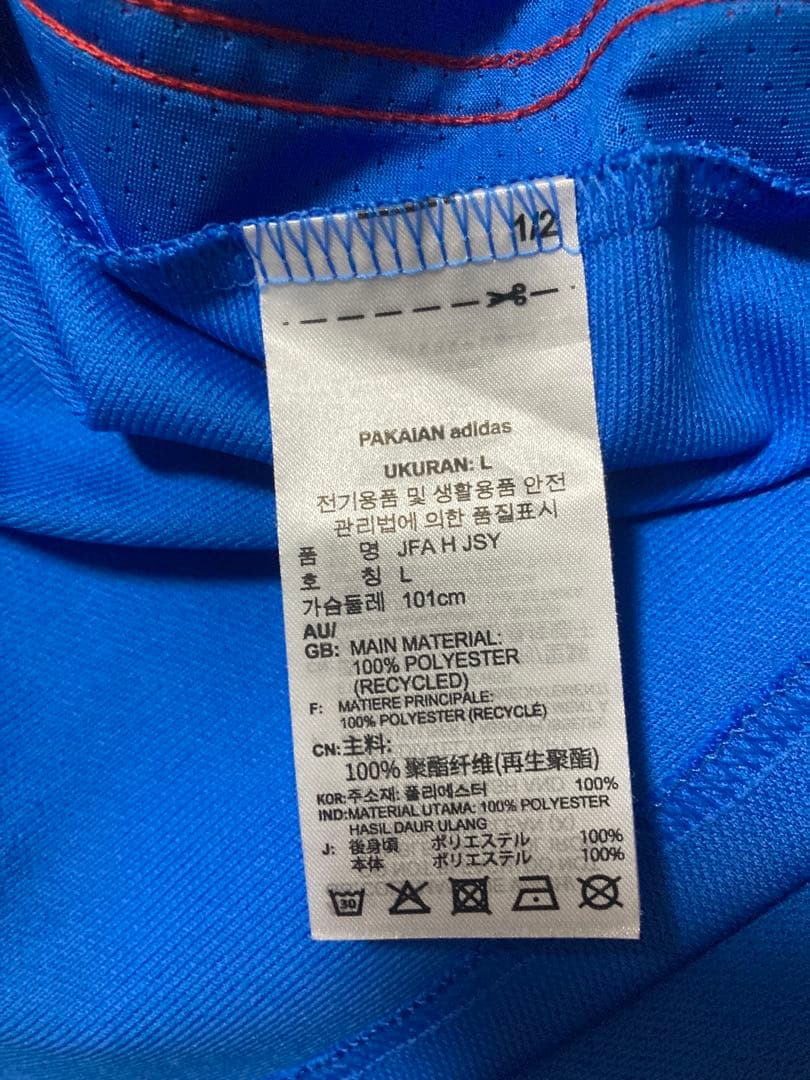 1/2
PAKAIAN adidas
UKURAN: L
전기용품 및 생활용품 안전
관리법에 의한 품질표시
품 명 JFA H JSY
호 칭 L
가슴둘레 101cm
AU/
GB: MAIN MATERIAL:
100% POLYESTER
(RECYCLED)
F: MATIERE PRINCIPALE:
100% POLYESTER (RECYCLÉ)
CN:主料:
100% 聚酯纤维(再生聚酯)
KOR:주소재: 폴리에스터 100%
IND:MATERIAL UTAMA: 100% POLYESTER
HASIL DAUR ULANG
J: 後身頃 ポリエステル 100%
本体 ポリエステル 100%
30